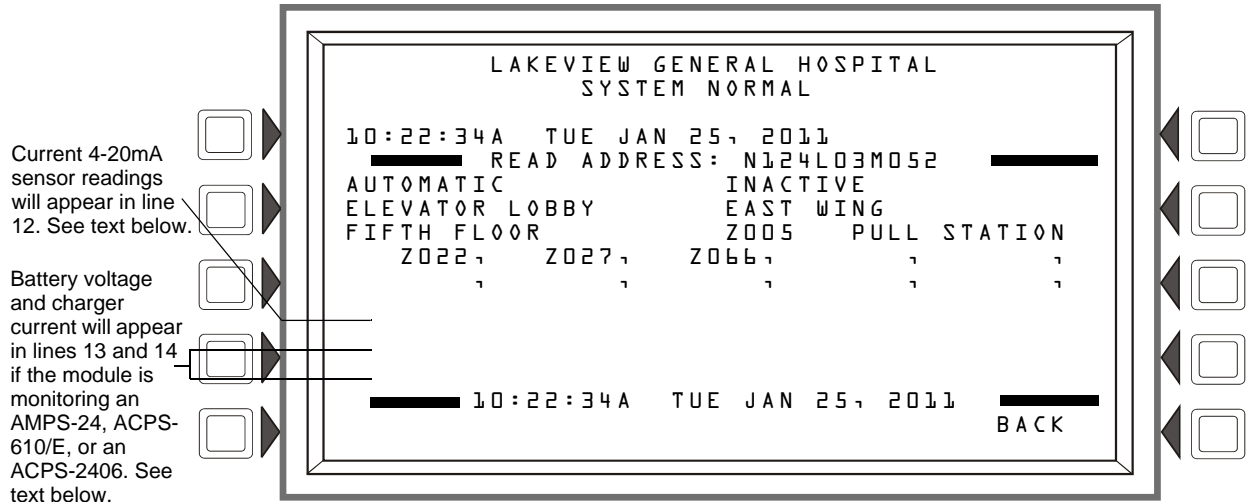 LAKEVIEW GENERAL HOSPITAL
SYSTEM NORMAL
10:22:34A TUE JAN 25, 2011
READ ADDRESS: N124L03M052
AUTOMATIC INACTIVE
ELEVATOR LOBBY EAST WING
FIFTH FLOOR Z005 PULL STATION
Z022, Z027, Z066, , ,
, , , , ,
10:22:34A TUE JAN 25, 2011
BACK
Current 4-20mA
sensor readings
will appear in line
12. See text below.
Battery voltage
and charger
current will appear
in lines 13 and 14
if the module is
monitoring an
AMPS-24, ACPS-
610/E, or an
ACPS-2406. See
text below.